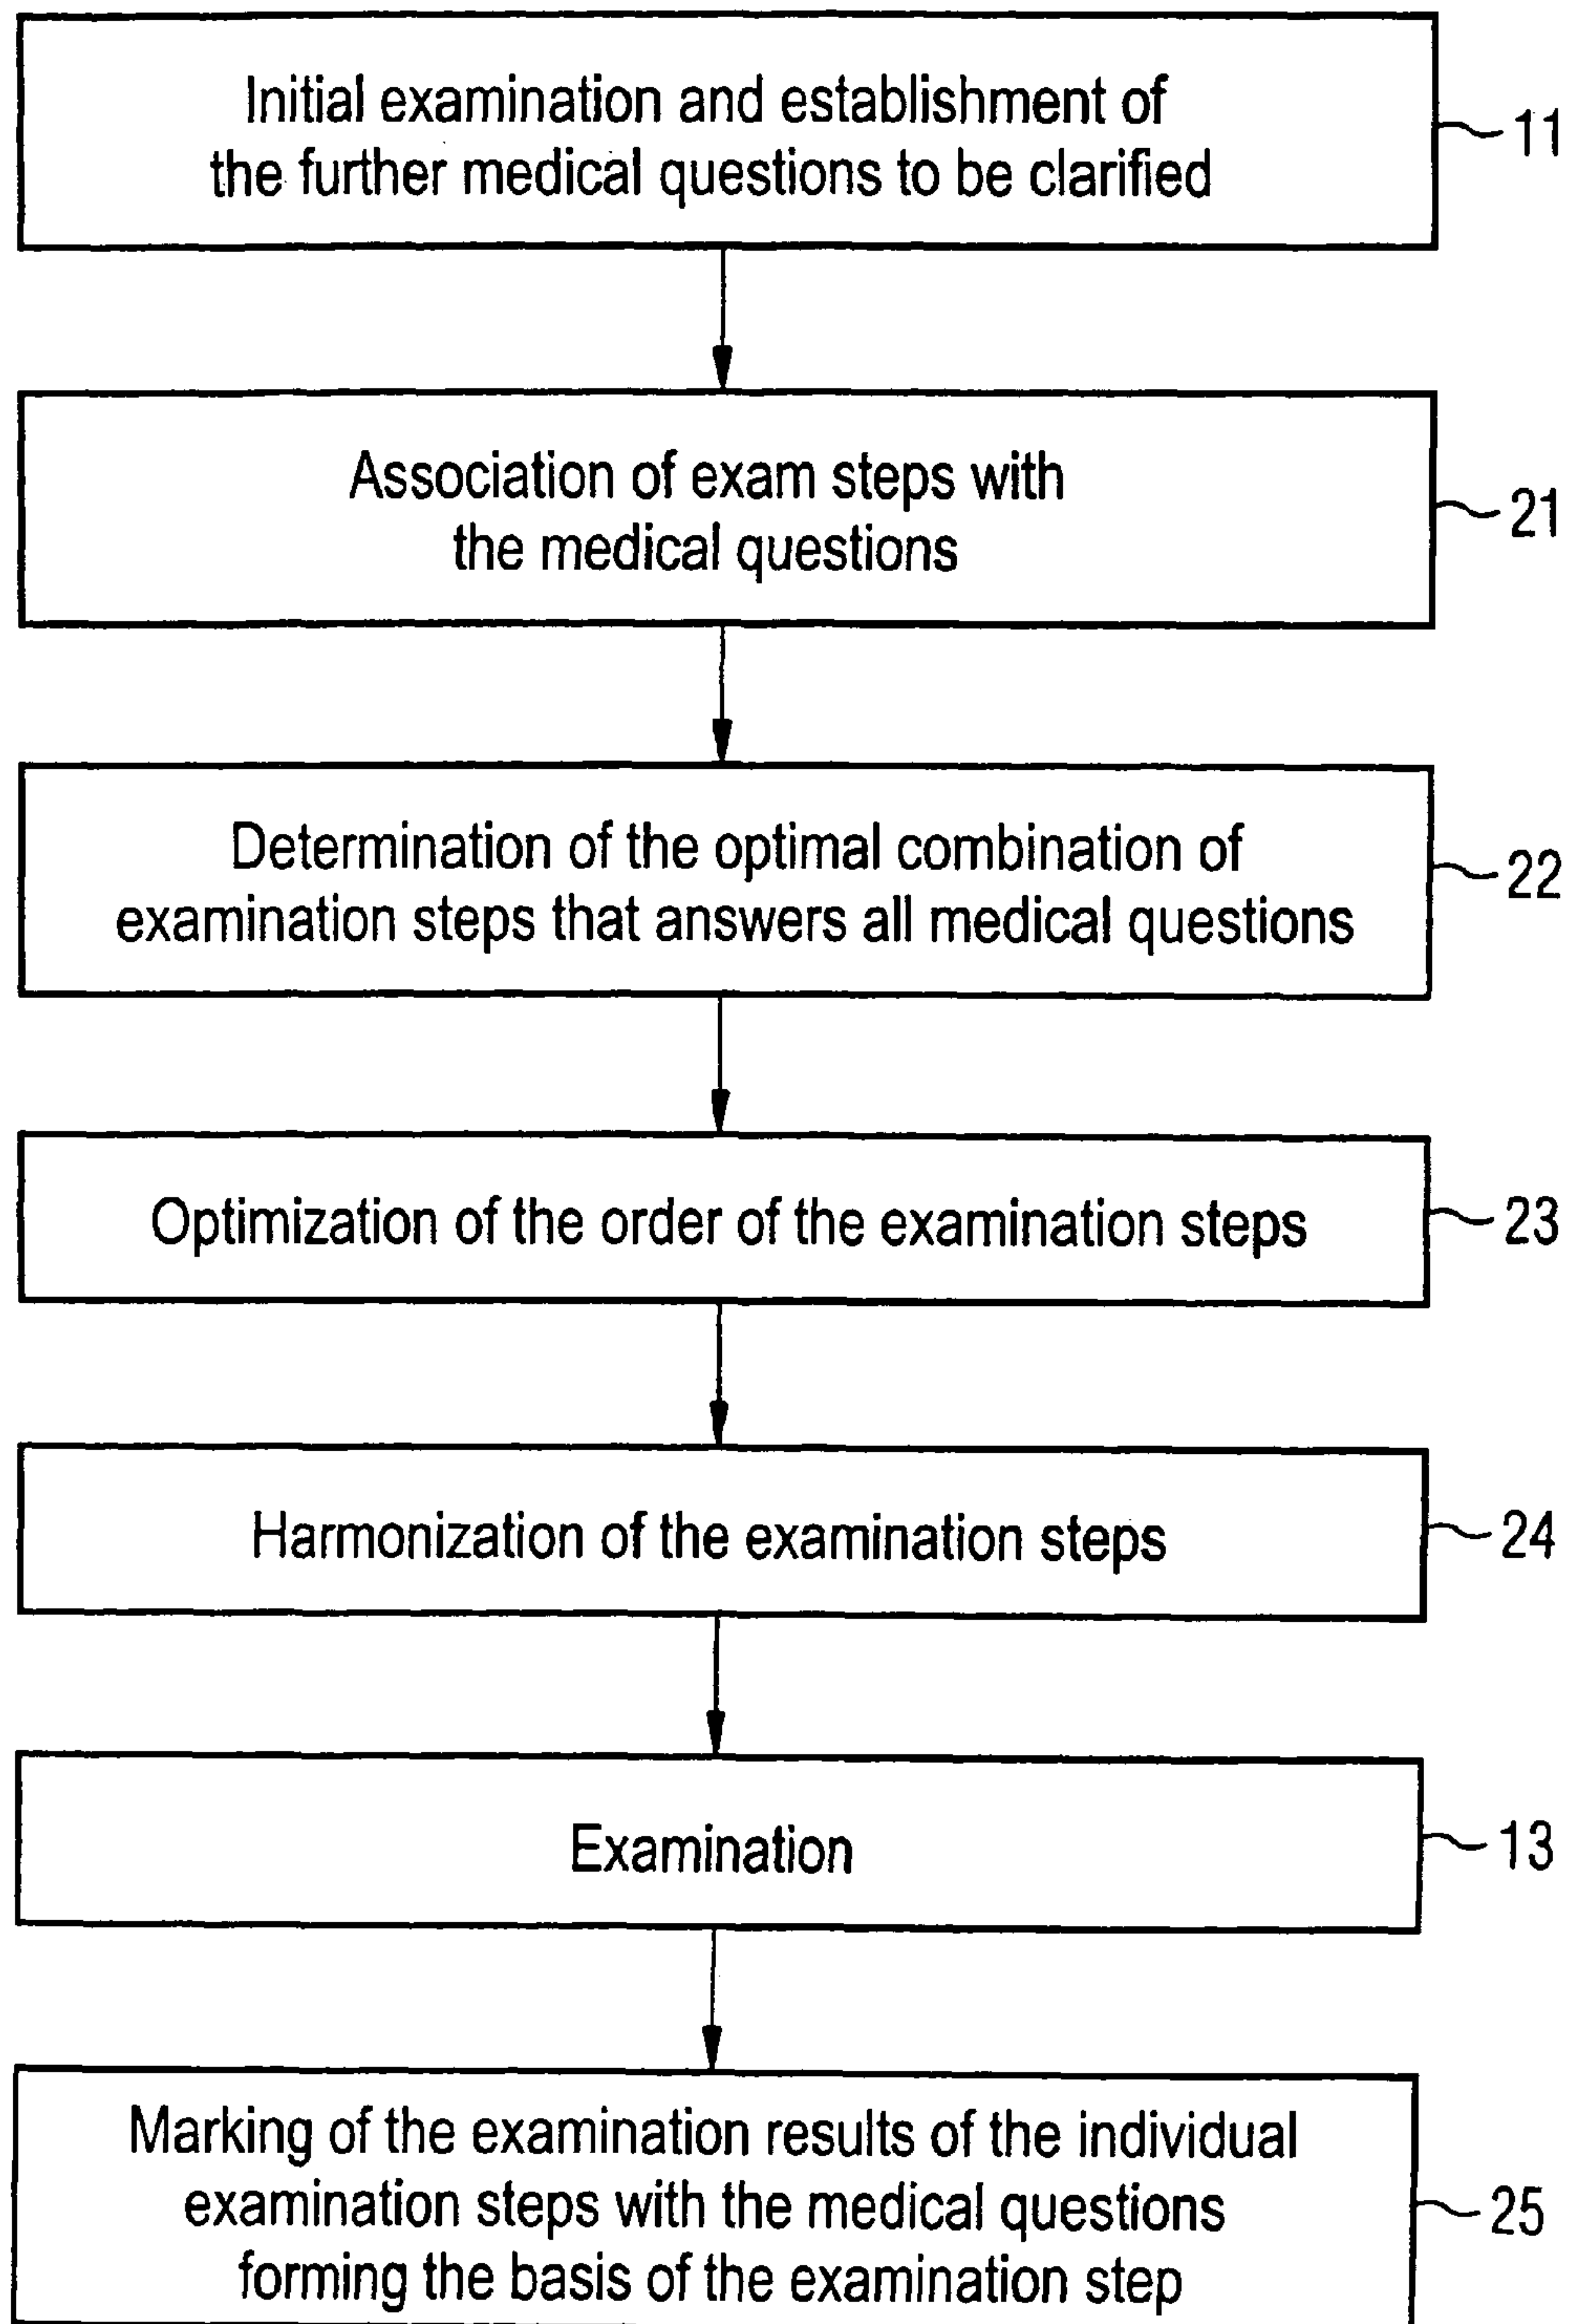 Initial examination and establishment of
the further medical questions to be clarified
11
Association of exam steps with
the medical questions
21
Determination of the optimal combination of
examination steps that answers all medical questions
22
Optimization of the order of the examination steps
23
Harmonization of the examination steps
24
Examination
13
Marking of the examination results of the individual
examination steps with the medical questions
forming the basis of the examination step
25